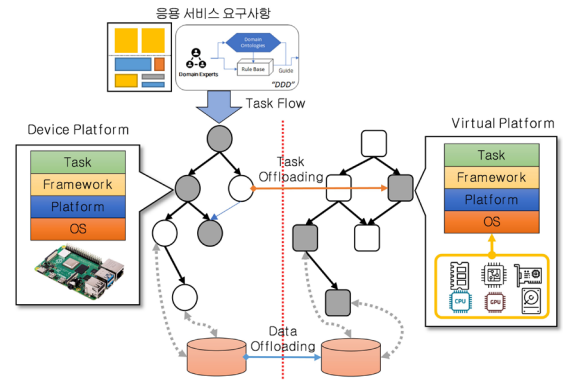 응용 서비스 요구사항
Domain
Ontologies
Domain Experts
Rule Base
Guide
"DDD"
Task Flow
Device Platform
Virtual Platform
Task
Framework
Platform
OS
Task
Offloading
Task
Framework
Platform
OS
CPU
GPU
Data
Offloading